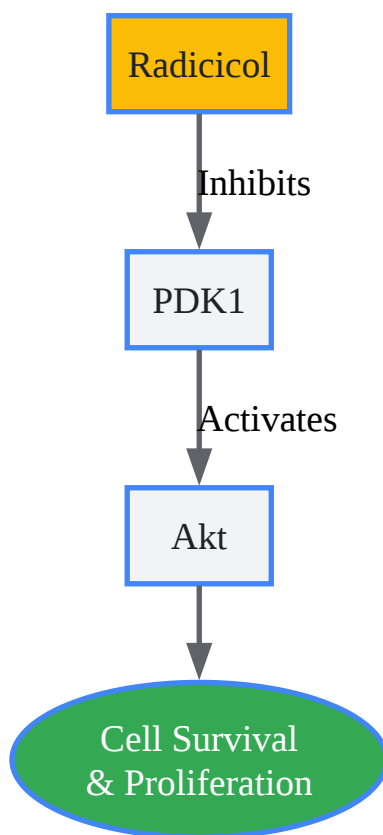 Radicicol
Inhibits
PDK1
Activates
Akt
Cell Survival
& Proliferation